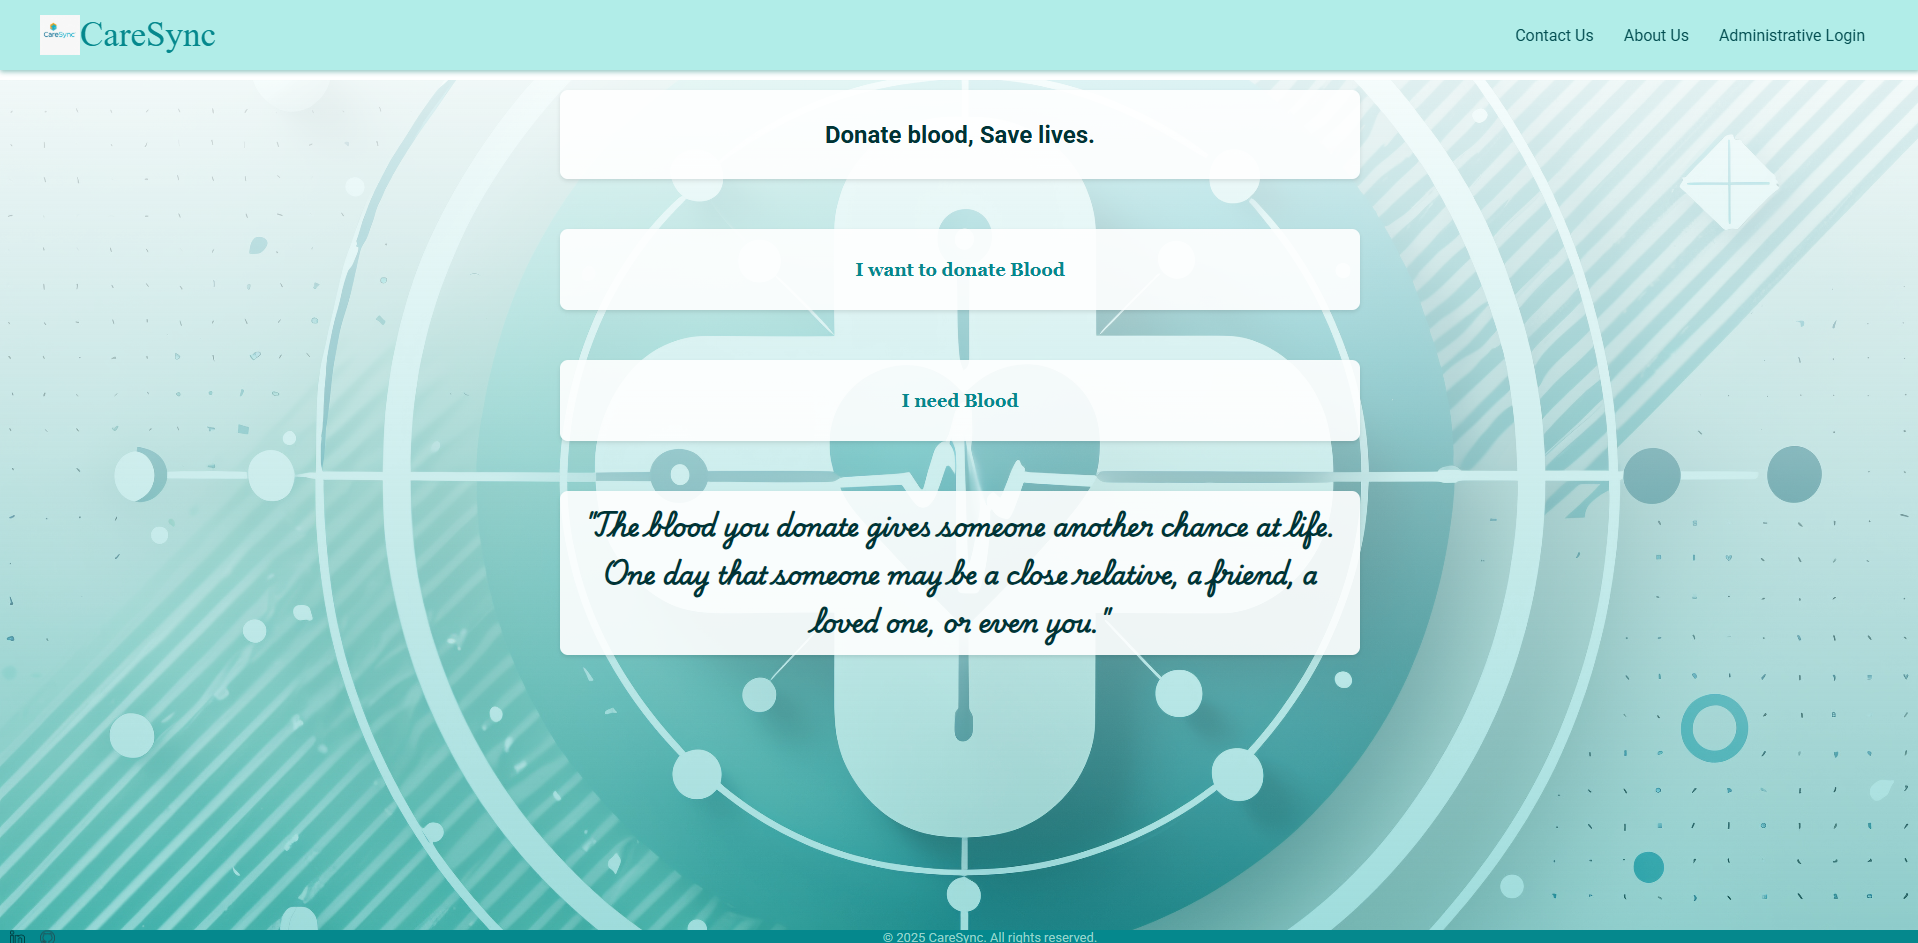 CareSync
CareSync
Contact Us
About Us
Administrative Login
Donate blood, Save lives.
I want to donate Blood
I need Blood
"The blood you donate gives someone another chance at life.
One day that someone may be a close relative, a friend, a
loved one, or even you."
in
© 2025 CareSync. All rights reserved.